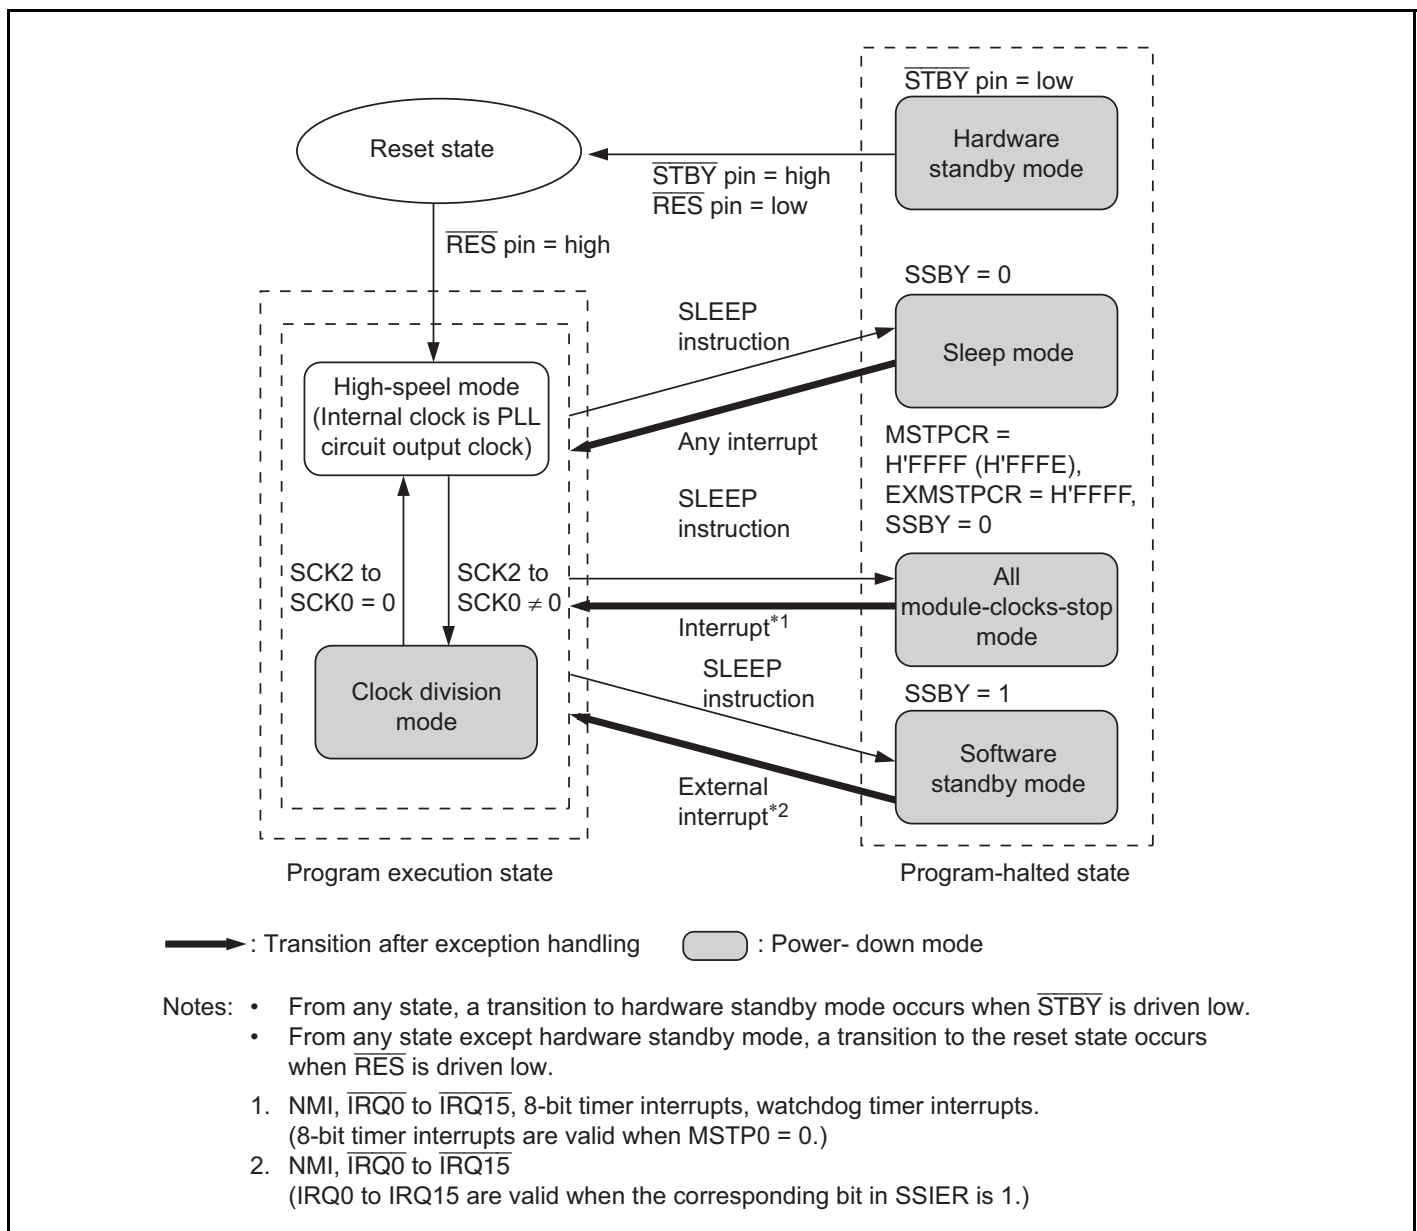 STBY pin = low
Hardware
standby mode
Reset state
STBY pin = high
RES pin = low
RES pin = high
SSBY = 0
SLEEP
instruction
Sleep mode
High-speel mode
(Internal clock is PLL
circuit output clock)
Any interrupt
MSTPCR =
H'FFFF (H'FFFE),
EXMSTPCR = H'FFFF,
SSBY = 0
SLEEP
instruction
SCK2 to
SCK0 = 0
SCK2 to
SCK0 ≠ 0
All
module-clocks-stop
mode
Interrupt*1
SLEEP
instruction
SSBY = 1
Clock division
mode
Software
standby mode
External
interrupt*2
Program execution state
Program-halted state
: Transition after exception handling
: Power- down mode
Notes: • From any state, a transition to hardware standby mode occurs when STBY is driven low.
• From any state except hardware standby mode, a transition to the reset state occurs
when RES is driven low.
1. NMI, IRQ0 to IRQ15, 8-bit timer interrupts, watchdog timer interrupts.
(8-bit timer interrupts are valid when MSTP0 = 0.)
2. NMI, IRQ0 to IRQ15
(IRQ0 to IRQ15 are valid when the corresponding bit in SSIER is 1.)